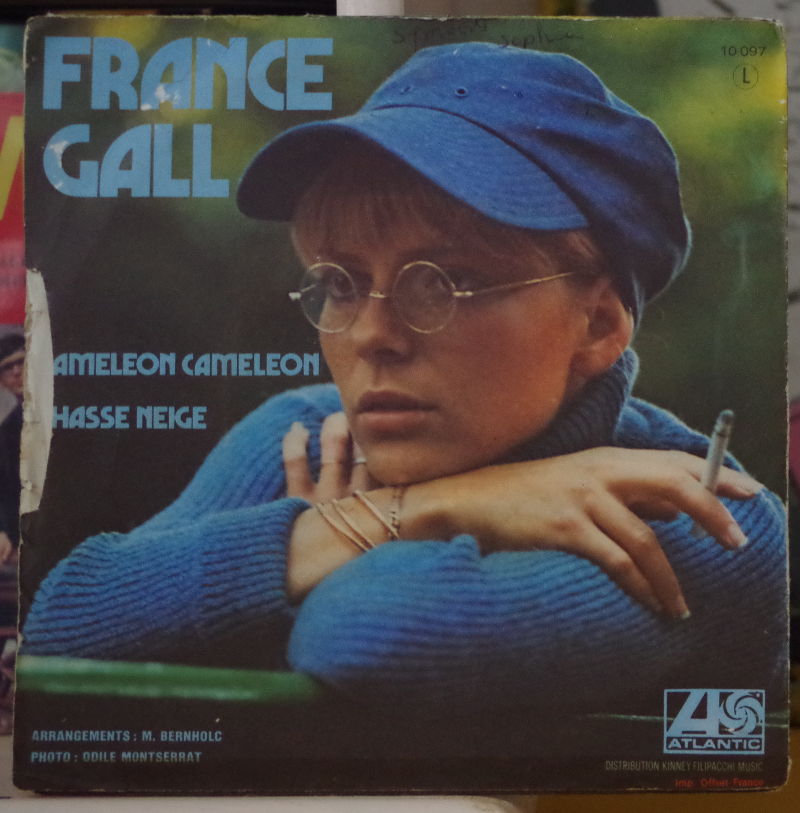 FRANCE
GALL
10 097
L
AMELEON CAMELEON
HASSE NEIGE
ARRANGEMENTS : M. BERNHOLC
PHOTO : ODILE MONTSERRAT
ATLANTIC
DISTRIBUTION KINNEY FILIPACCHI MUSIC
Imp. Offset France